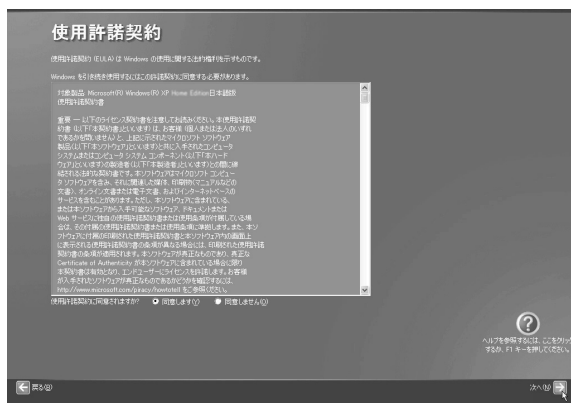 使用許諾契約
使用許諾契約 (EULA) は Windows の使用に関する法的権利を示すものです。
Windows を引き続き使用するにはこの許諾契約に同意する必要があります。
対象製品 Microsoft(R) Windows(R) XP Home Edition 日本語版
使用許諾契約書
重要 — 以下のライセンス契約書を注意してお読みください。本使用許諾契
約書 (以下「本契約書」といいます) は、お客様 (個人または法人のいずれ
であるかを問いません) と、上記に示されたマイクロソフト ソフトウェア
製品(以下「本ソフトウェア」といいます)と共に入手されたコンピュータ
システムまたはコンピュータ システム コンポーネント(以下「本ハード
ウェア」といいます)の製造者(以下「本製造者」といいます)との間に締
結される法的な契約書です。本ソフトウェアはマイクロソフト コンピュー
タ ソフトウェアを含み、それに関連した媒体、印刷物(マニュアルなどの
文書)、オンライン文書または電子文書、およびインターネットベースの
サービスを含むことがあります。ただし、本ソフトウェアに含まれている、
または本ソフトウェアから入手可能なソフトウェア、ドキュメントまたは
Web サービスに独自の使用許諾契約書または使用条項が付属している場
合は、その付属の使用許諾契約書または使用条項に準拠します。また、本ソ
フトウェアに付属の印刷された使用許諾契約書と本ソフトウェア内の画面上
に表示される使用許諾契約書の条項が異なる場合には、印刷された使用許諾
契約書の条項が適用されます。本ソフトウェアが真正なものであり、真正な
Certificate of Authenticity が本ソフトウェアに含まれている場合に限り
本契約書は有効となり、エンドユーザーにライセンスを許諾します。お客様
が入手されたソフトウェアが真正なものであるかどうかを確認するには、
http://www.microsoft.com/piracy/howtotell をご参照ください。
使用許諾契約に同意されますか? 同意します(Y) 同意しません(O)
ヘルプを参照するには、ここをクリッ
するか、F1 キーを押してください。
戻る(B) 次へ(N)